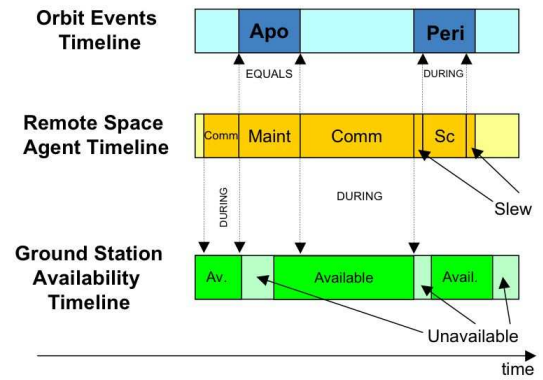 Orbit Events
Timeline
Apo
Peri
EQUALS
DURING
Remote Space
Agent Timeline
Comm
Maint
Comm
Sc
Slew
DURING
DURING
Ground Station
Availability
Timeline
Av.
Available
Avail.
Unavailable
time